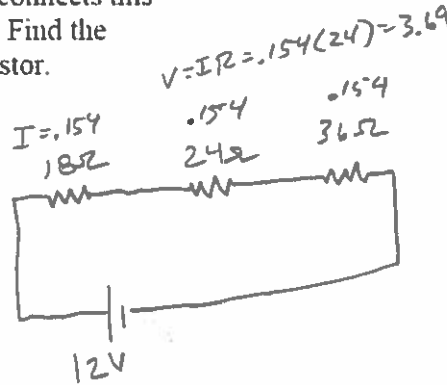 connects this
Find the
stor.
V=IR=.154(24)=3.69
I=.154 .154 .154
18Ω 24Ω 36Ω
12V